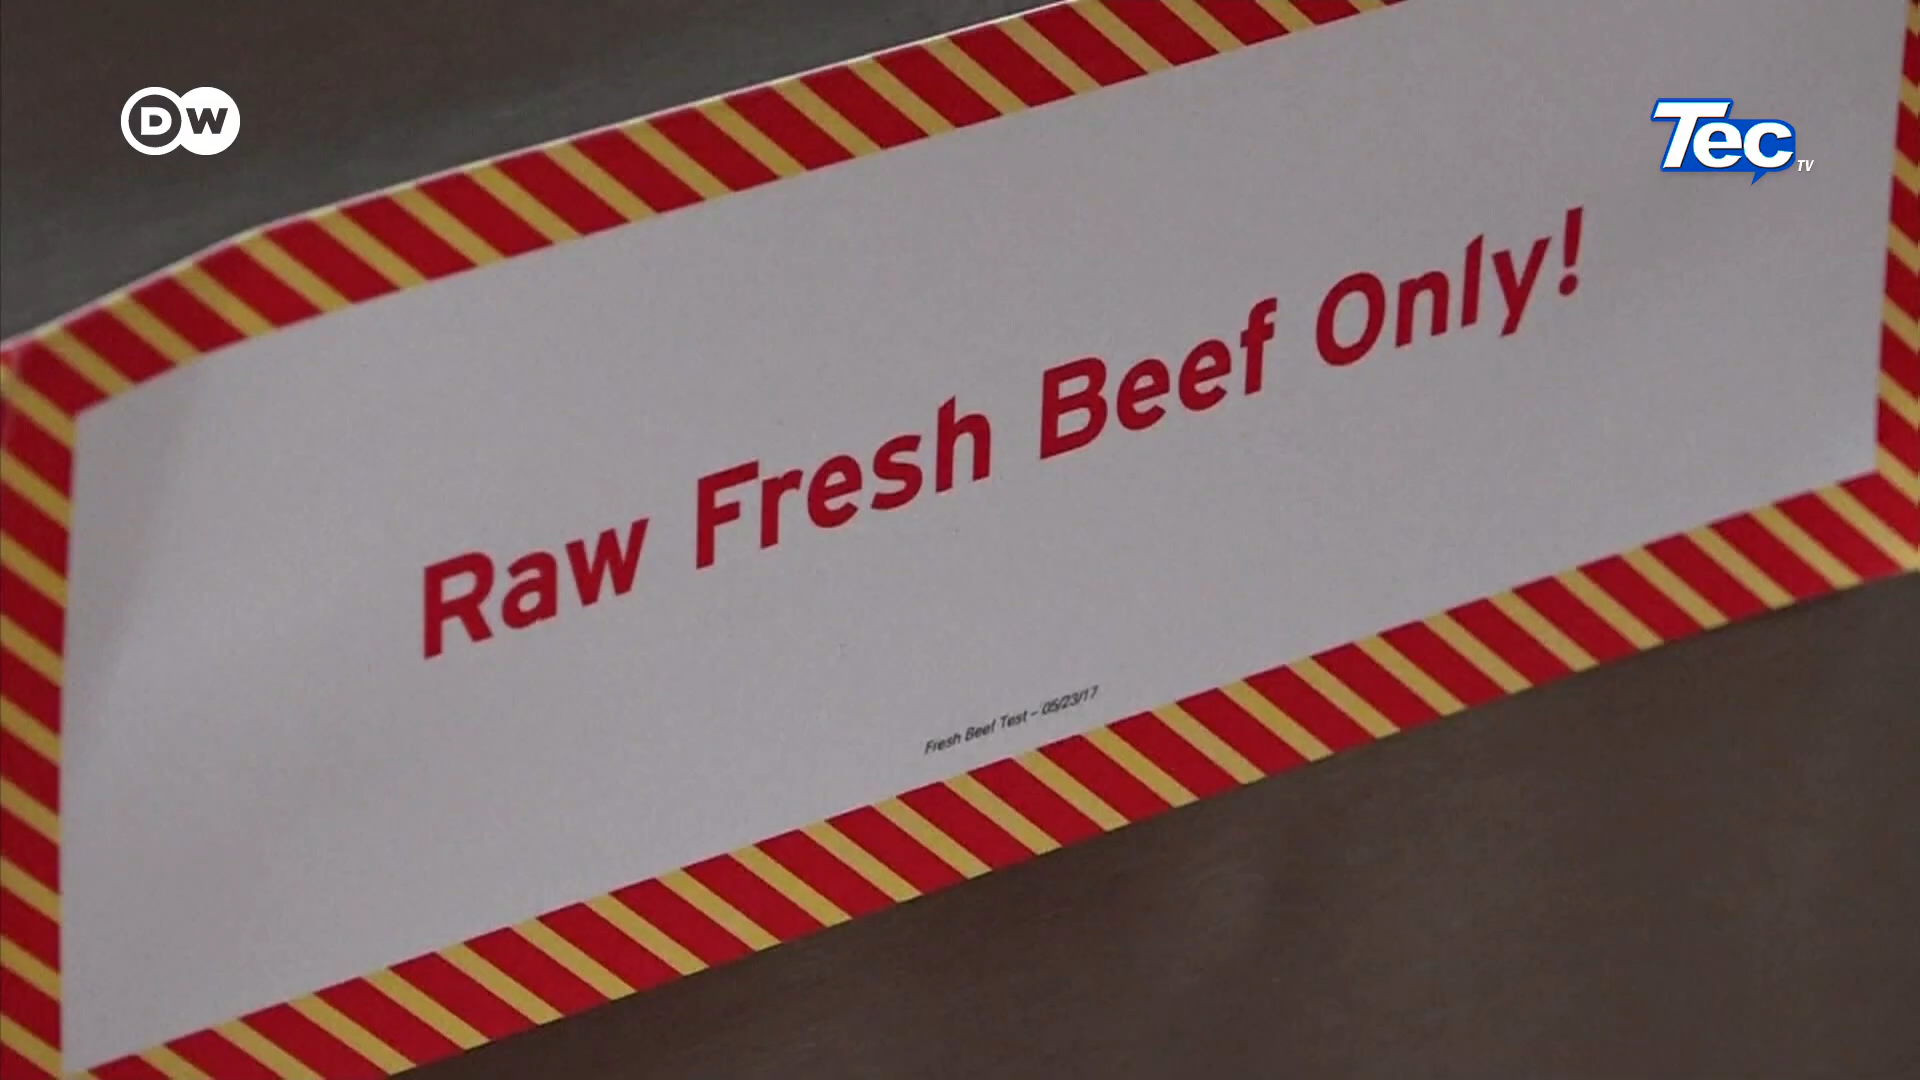 DW
Tec
TV
Raw Fresh Beef Only!
Fresh Beef Test – 05/23/17